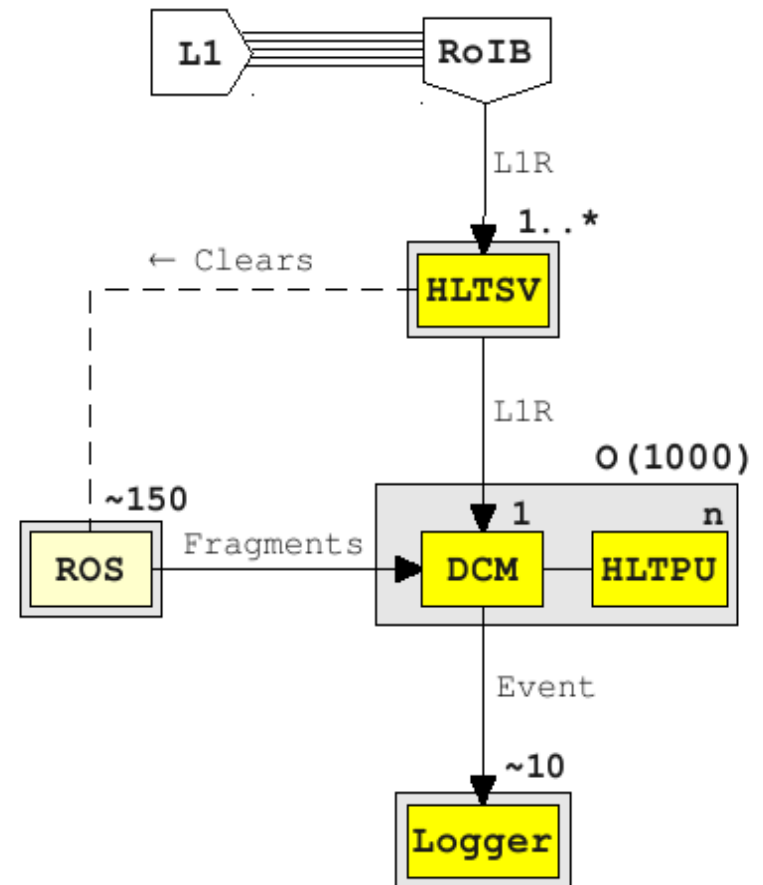 L1
RoIB
L1R
1..*
← Clears
HLTSV
L1R
O(1000)
~150
1
n
Fragments
ROS
DCM
HLTPU
Event
~10
Logger